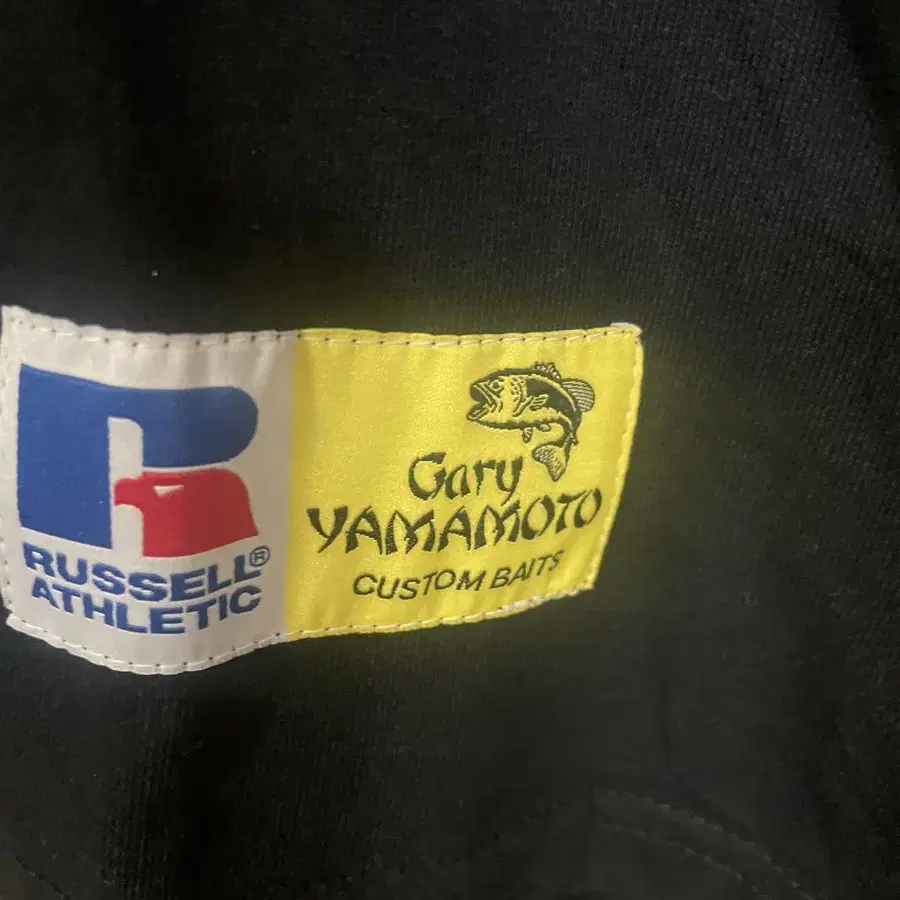 RUSSELL®
ATHLETIC
Gary
YAMAMOTO
CUSTOM BAITS